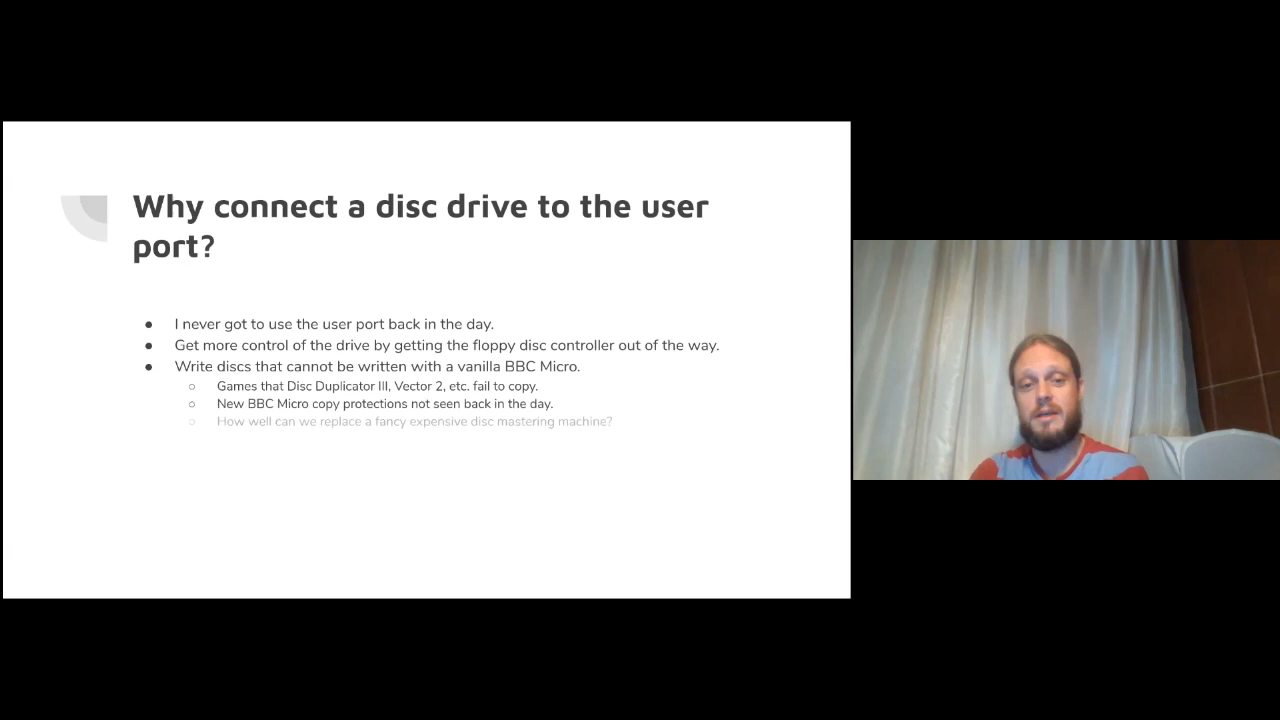 Why connect a disc drive to the user
port?
● I never got to use the user port back in the day.
● Get more control of the drive by getting the floppy disc controller out of the way.
● Write discs that cannot be written with a vanilla BBC Micro.
○ Games that Disc Duplicator III, Vector 2, etc. fail to copy.
○ New BBC Micro copy protections not seen back in the day.
○ How well can we replace a fancy expensive disc mastering machine?